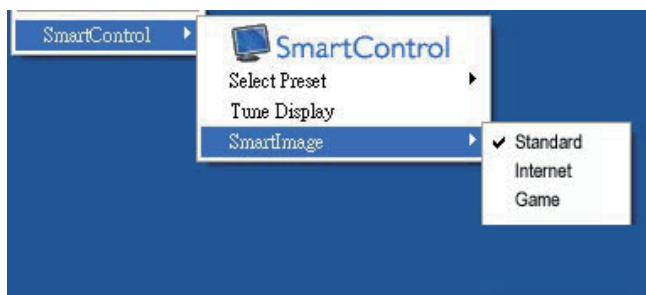 SmartControl
SmartControl
Select Preset
Tune Display
SmartImage
Standard
Internet
Game